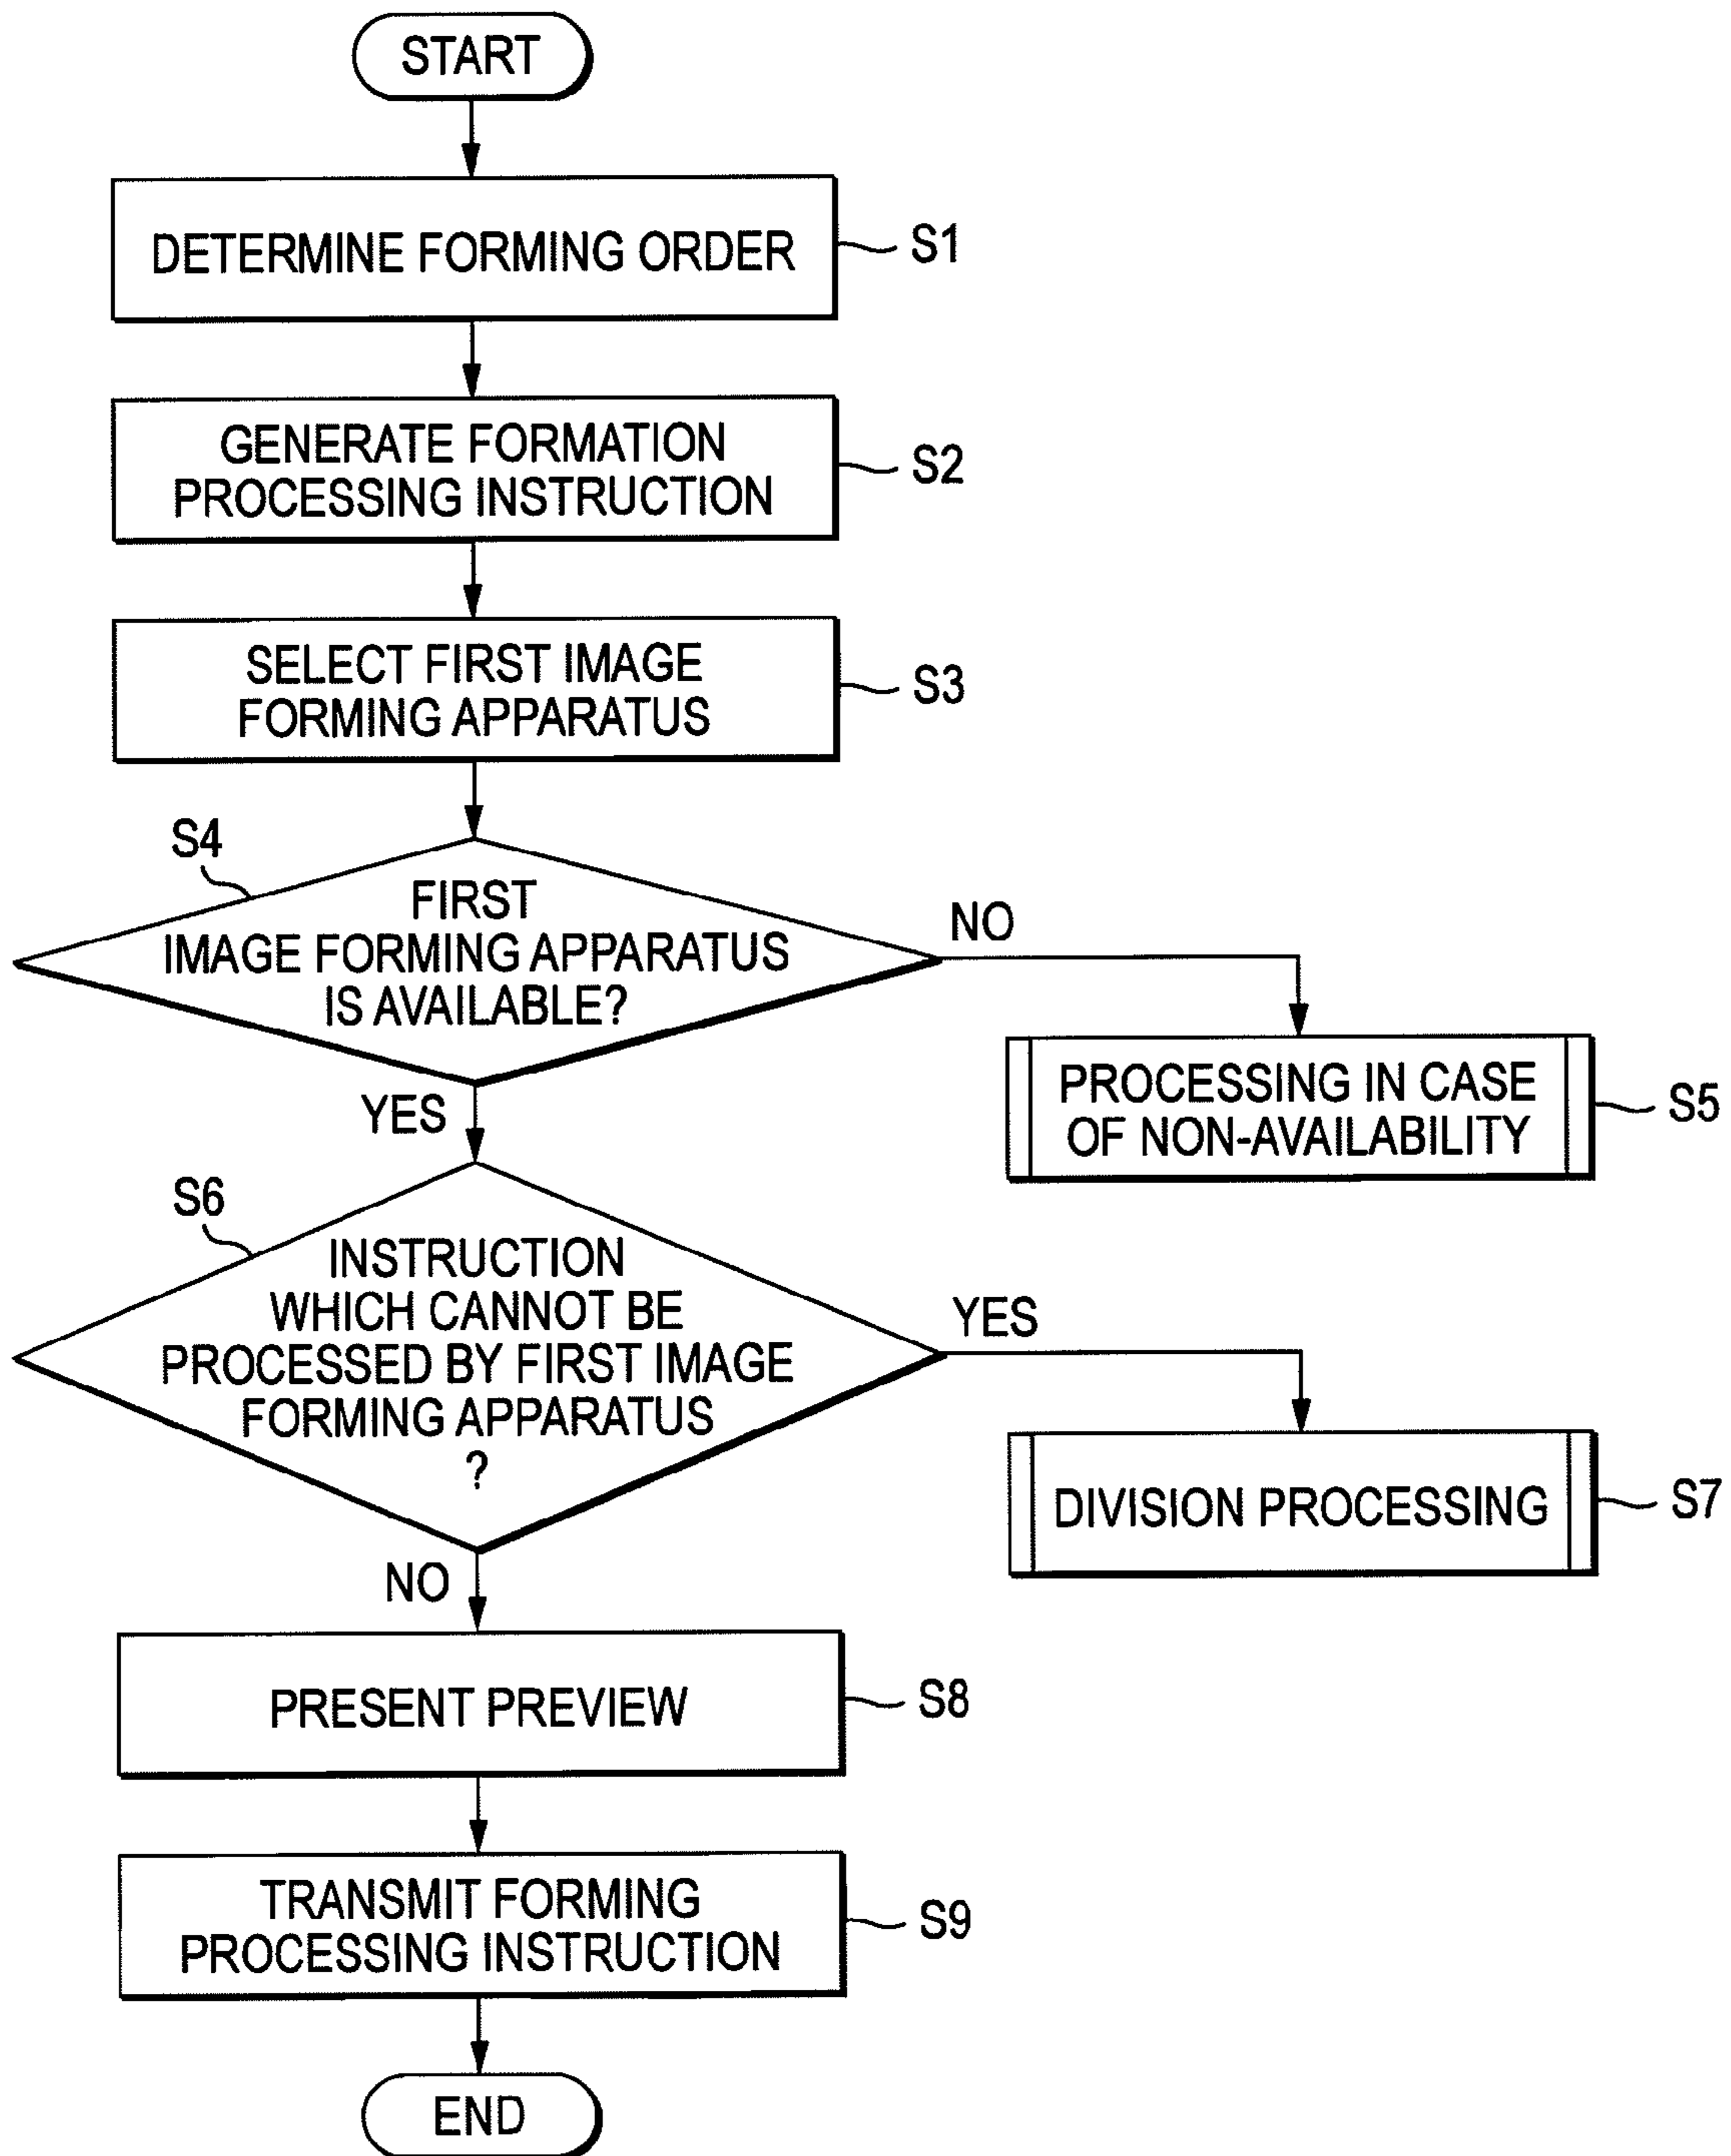 START
DETERMINE FORMING ORDER
S1
GENERATE FORMATION
PROCESSING INSTRUCTION
S2
SELECT FIRST IMAGE
FORMING APPARATUS
S3
S4
FIRST
IMAGE FORMING APPARATUS
IS AVAILABLE?
NO
YES
PROCESSING IN CASE
OF NON-AVAILABILITY
S5
S6
INSTRUCTION
WHICH CANNOT BE
PROCESSED BY FIRST IMAGE
FORMING APPARATUS
?
YES
NO
DIVISION PROCESSING
S7
PRESENT PREVIEW
S8
TRANSMIT FORMING
PROCESSING INSTRUCTION
S9
END